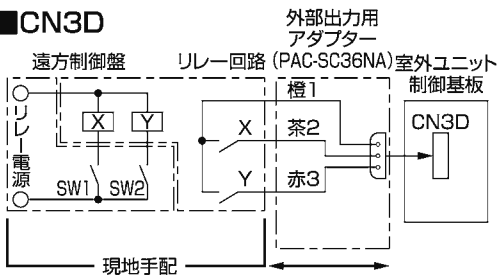 ■CN3D
外部出力用
アダプター
(PAC-SC36NA)
遠方制御盤
リレー回路
室外ユニット
制御基板
リレー電源
X
Y
SW1
SW2
X
Y
橙1
茶2
赤3
CN3D
現地手配